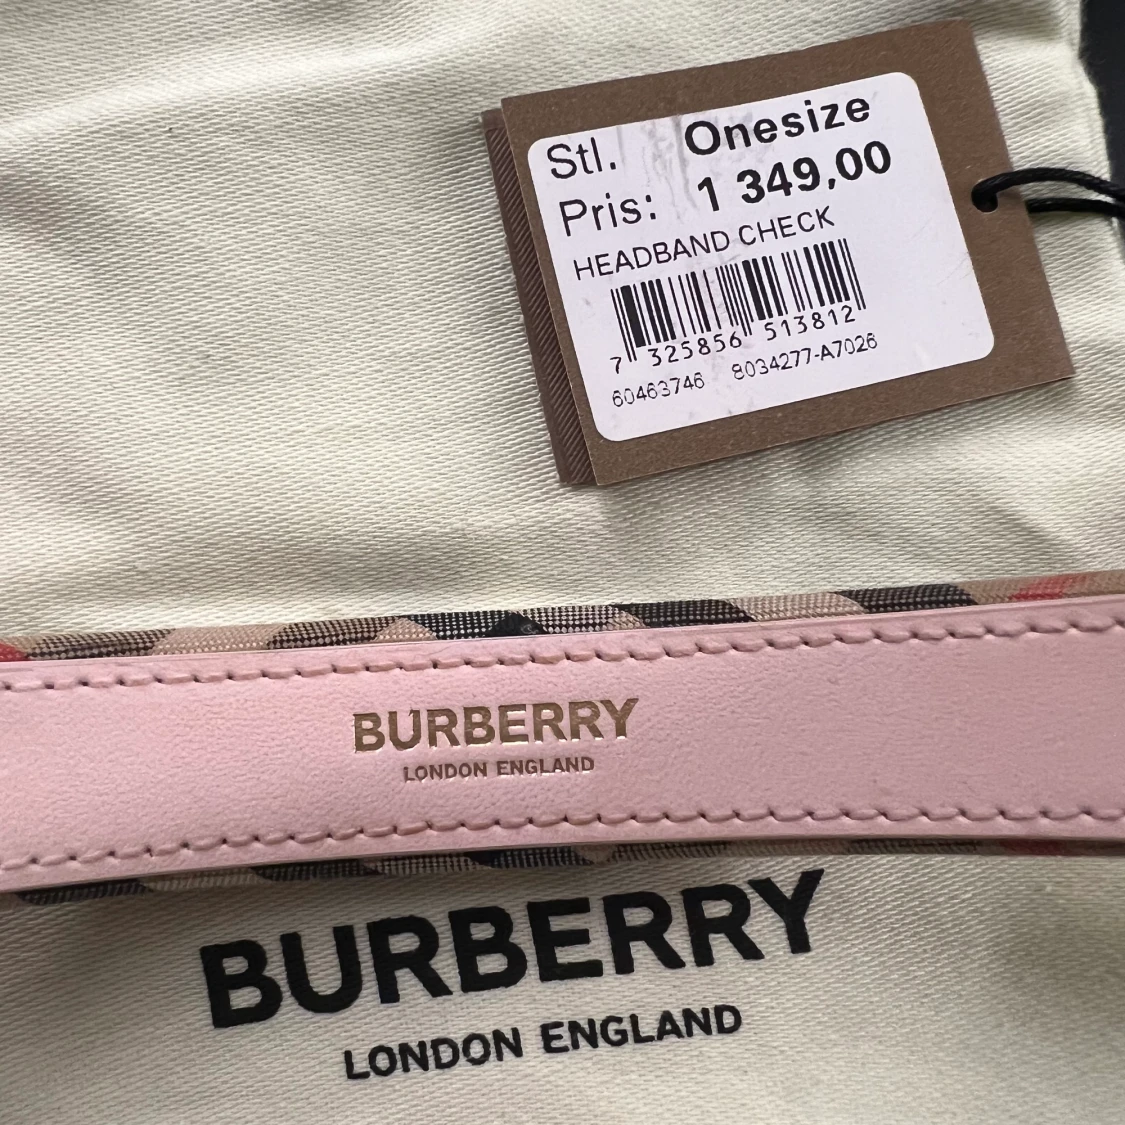 Stl. Onesize
Pris: 1 349,00
HEADBAND CHECK
7 325856 513812
60463746 8034277-A7026
BURBERRY
LONDON ENGLAND
BURBERRY
LONDON ENGLAND